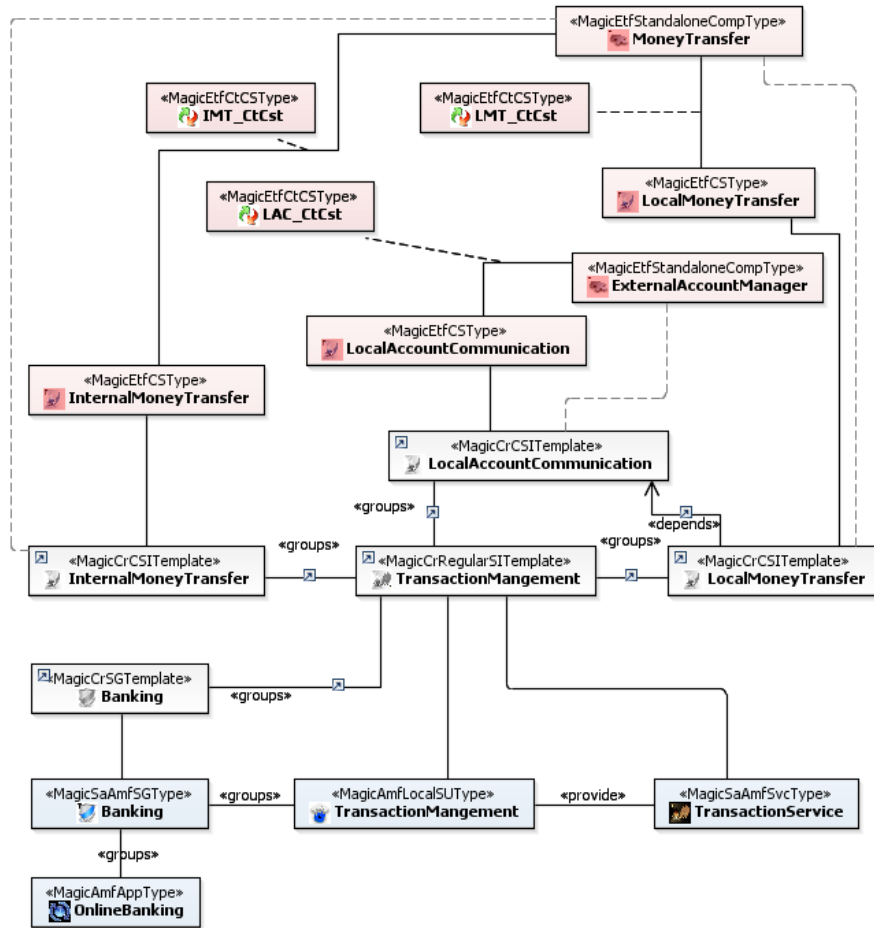 «MagicEtfStandaloneCompType»
MoneyTransfer
«MagicEtfCtCSType»
IMT_CtCst
«MagicEtfCtCSType»
LMT_CtCst
«MagicEtfCSType»
LocalMoneyTransfer
«MagicEtfCtCSType»
LAC_CtCst
«MagicEtfStandaloneCompType»
ExternalAccountManager
«MagicEtfCSType»
LocalAccountCommunication
«MagicEtfCSType»
InternalMoneyTransfer
«MagicCrCSITemplate»
LocalAccountCommunication
«groups»
«depends»
«groups»
«groups»
«MagicCrCSITemplate»
InternalMoneyTransfer
«MagicCrRegularSITemplate»
TransactionMangement
«MagicCrCSITemplate»
LocalMoneyTransfer
«MagicCrSGTemplate»
Banking
«groups»
«MagicSaAmfSGType»
Banking
«groups»
«MagicAmfLocalSUType»
TransactionMangement
«provide»
«MagicSaAmfSvcType»
TransactionService
«groups»
«MagicAmfAppType»
OnlineBanking